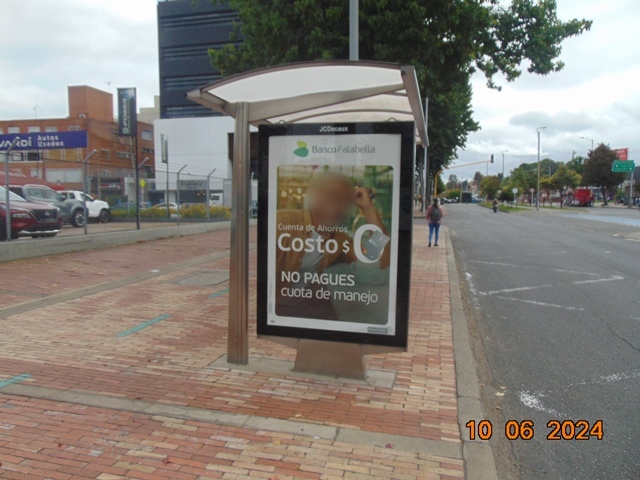 JCDecaux
Banco Falabella
Cuenta de Ahorros
Costo $0
NO PAGUES
cuota de manejo
Autos
Usados
10 06 2024